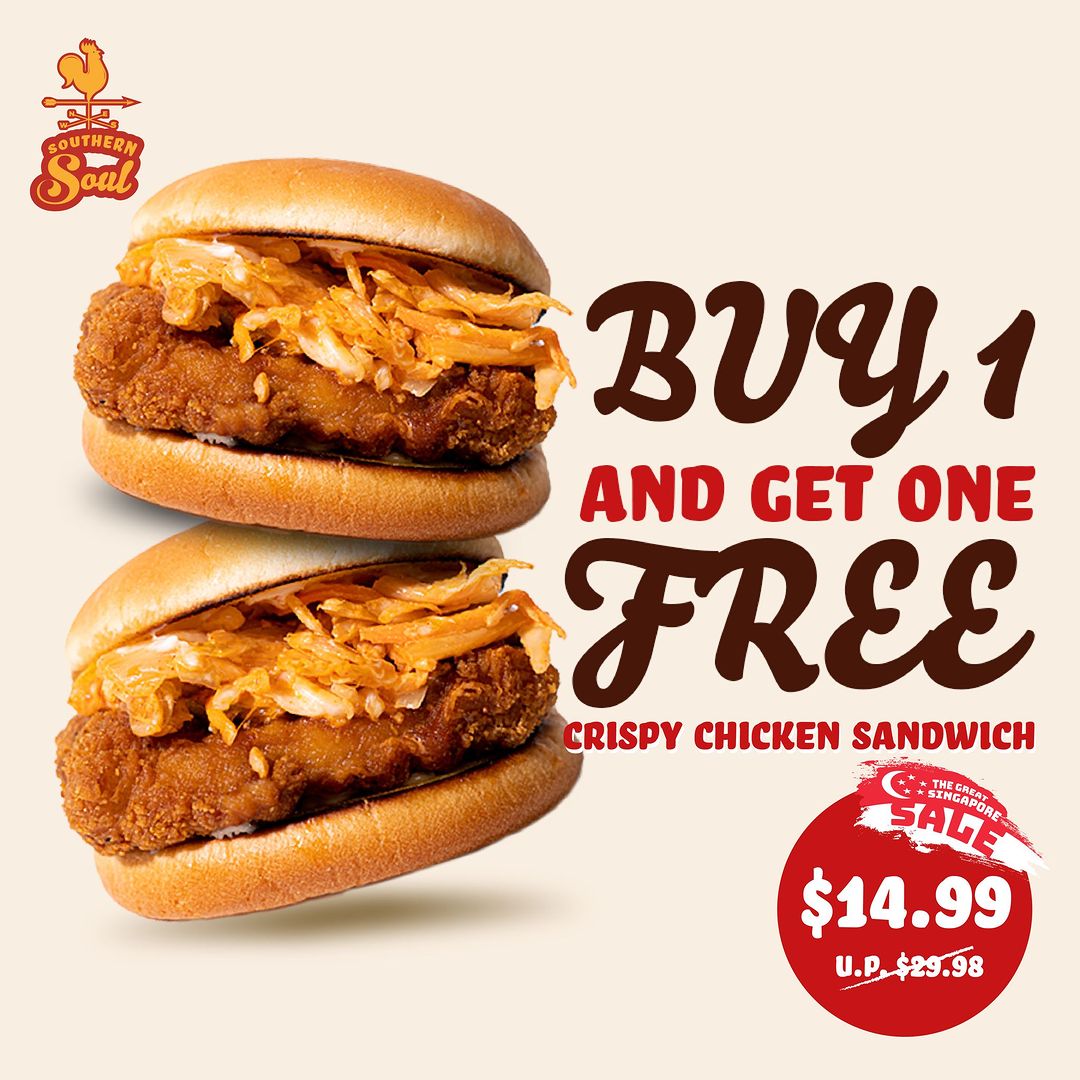 N
W E
S
SOUTHERN
Soul
BUY 1
AND GET ONE
FREE
CRISPY CHICKEN SANDWICH
THE GREAT
SINGAPORE
SALE
$14.99
U.P. $29.98